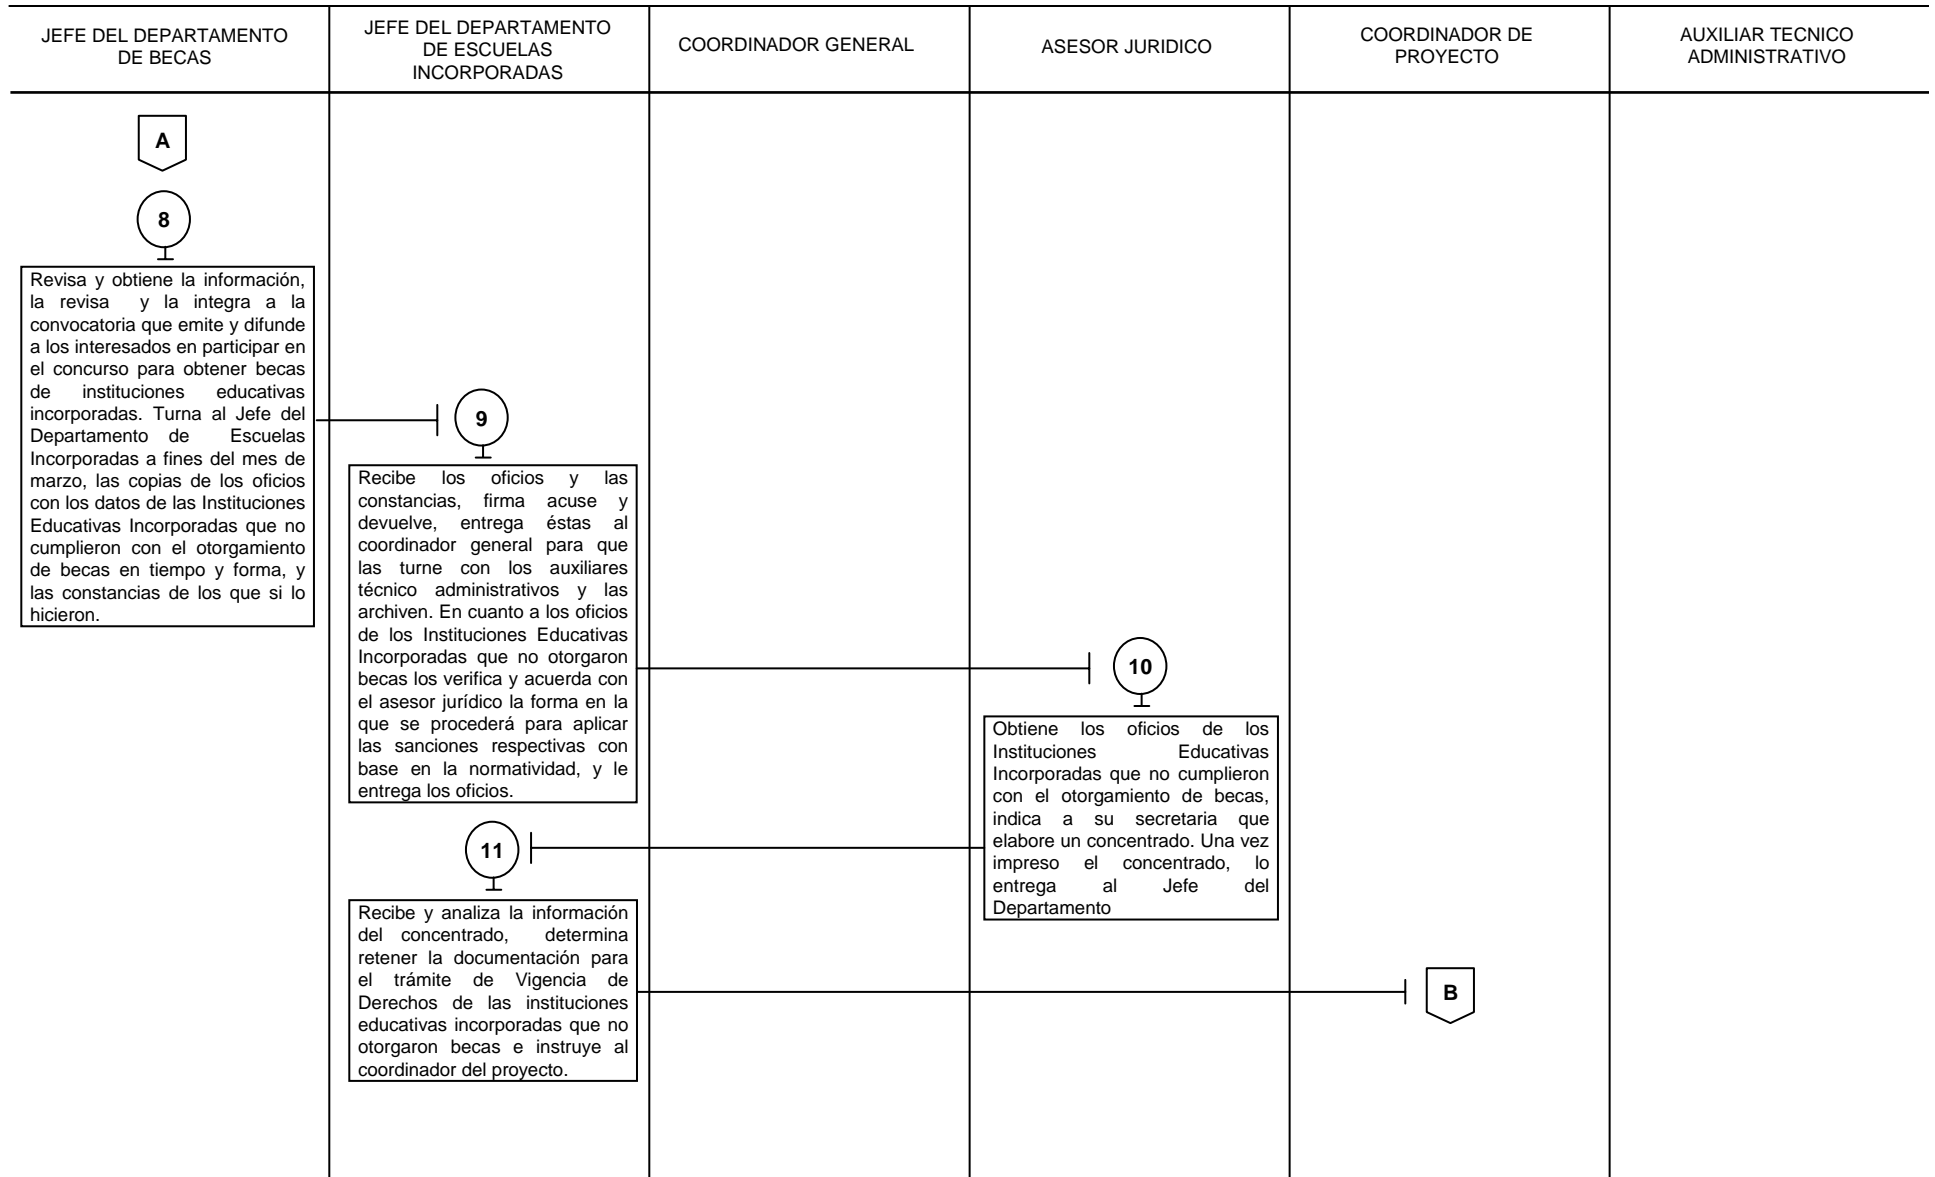 JEFE DEL DEPARTAMENTO
DE BECAS
JEFE DEL DEPARTAMENTO
DE ESCUELAS
INCORPORADAS
COORDINADOR GENERAL
ASESOR JURIDICO
COORDINADOR DE
PROYECTO
AUXILIAR TECNICO
ADMINISTRATIVO
A
8
Revisa y obtiene la información,
la revisa y la integra a la
convocatoria que emite y difunde
a los interesados en participar en
el concurso para obtener becas
de instituciones educativas
incorporadas. Turna al Jefe del
Departamento de Escuelas
Incorporadas a fines del mes de
marzo, las copias de los oficios
con los datos de las Instituciones
Educativas Incorporadas que no
cumplieron con el otorgamiento
de becas en tiempo y forma, y
las constancias de los que si lo
hicieron.
9
Recibe los oficios y las
constancias, firma acuse y
devuelve, entrega éstas al
coordinador general para que
las turne con los auxiliares
técnico administrativos y las
archiven. En cuanto a los oficios
de los Instituciones Educativas
Incorporadas que no otorgaron
becas los verifica y acuerda con
el asesor jurídico la forma en la
que se procederá para aplicar
las sanciones respectivas con
base en la normatividad, y le
entrega los oficios.
10
Obtiene los oficios de los
Instituciones Educativas
Incorporadas que no cumplieron
con el otorgamiento de becas,
indica a su secretaria que
elabore un concentrado. Una vez
impreso el concentrado, lo
entrega al Jefe del
Departamento
11
Recibe y analiza la información
del concentrado, determina
retener la documentación para
el trámite de Vigencia de
Derechos de las instituciones
educativas incorporadas que no
otorgaron becas e instruye al
coordinador del proyecto.
B